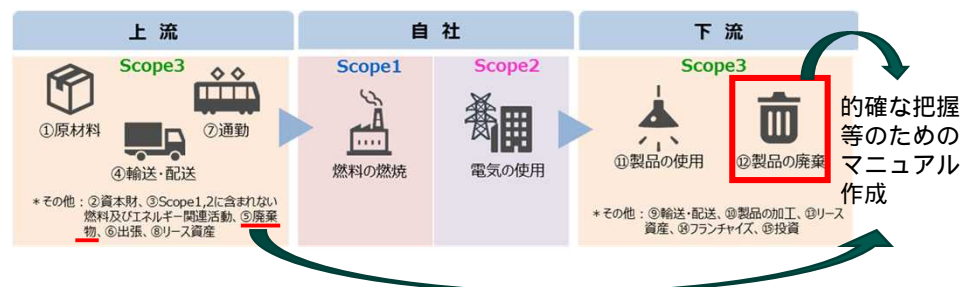 上 流
自 社
下 流
Scope3
①原材料
④輸送・配送
⑦通勤
＊その他：②資本財、③Scope1,2に含まれない
燃料及びエネルギー関連活動、⑤廃棄
物、⑥出張、⑧リース資産
Scope1
燃料の燃焼
Scope2
電気の使用
Scope3
⑪製品の使用
⑫製品の廃棄
＊その他：⑨輸送・配送、⑩製品の加工、⑬リース
資産、⑭フランチャイズ、⑮投資
的確な把握
等のための
マニュアル
作成